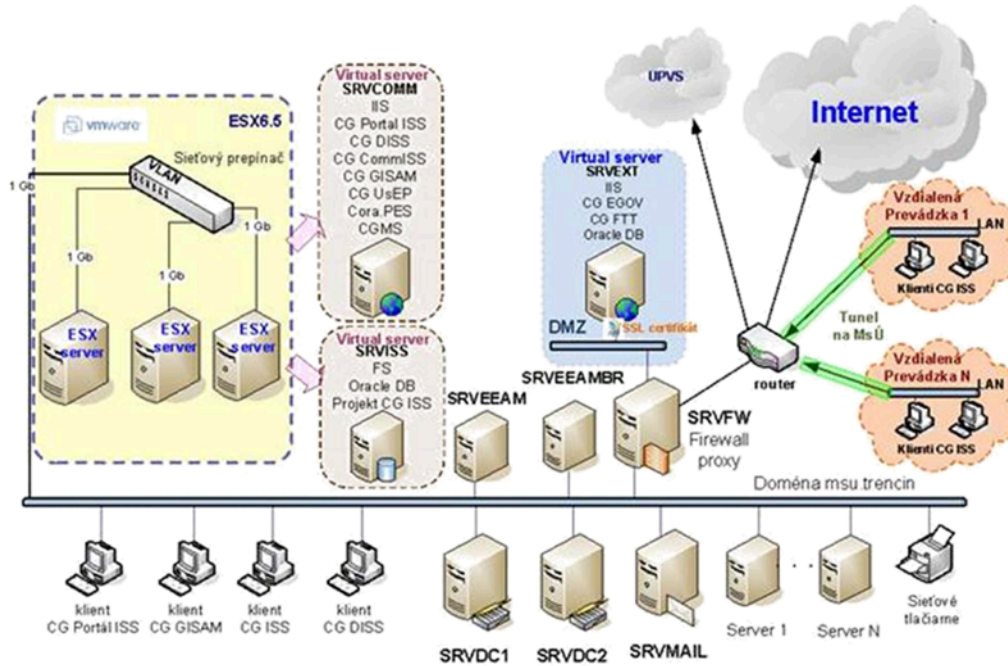 vmware
ESX6.5
Sieťový prepínač
VLAN
1 Gb
1 Gb
1 Gb
1 Gb
ESX
server
ESX
server
ESX
server
Virtual server
SRVCOMM
IIS
CG Portal ISS
CG DISS
CG CommISS
CG GISAM
CG UsEP
Cora.PES
CGMS
Virtual server
SRVISS
FS
Oracle DB
Projekt CG ISS
UPVS
Internet
Virtual server
SRVEXT
IIS
CG EGOV
CG FTT
Oracle DB
DMZ
SSL certifikát
Vzdialená
Prevádzka 1
LAN
Klienti CG ISS
Tunel
na MsÚ
Vzdialená
Prevádzka N
LAN
Klienti CG ISS
router
SRVEEAM
SRVEEAMBR
SRVFW
Firewall
proxy
Doména msu.trencin
klient
CG Portál ISS
klient
CG GISAM
klient
CG ISS
klient
CG DISS
SRVDC1
SRVDC2
SRVMAIL
Server 1
. .
Server N
Sieťové
tlačiarne